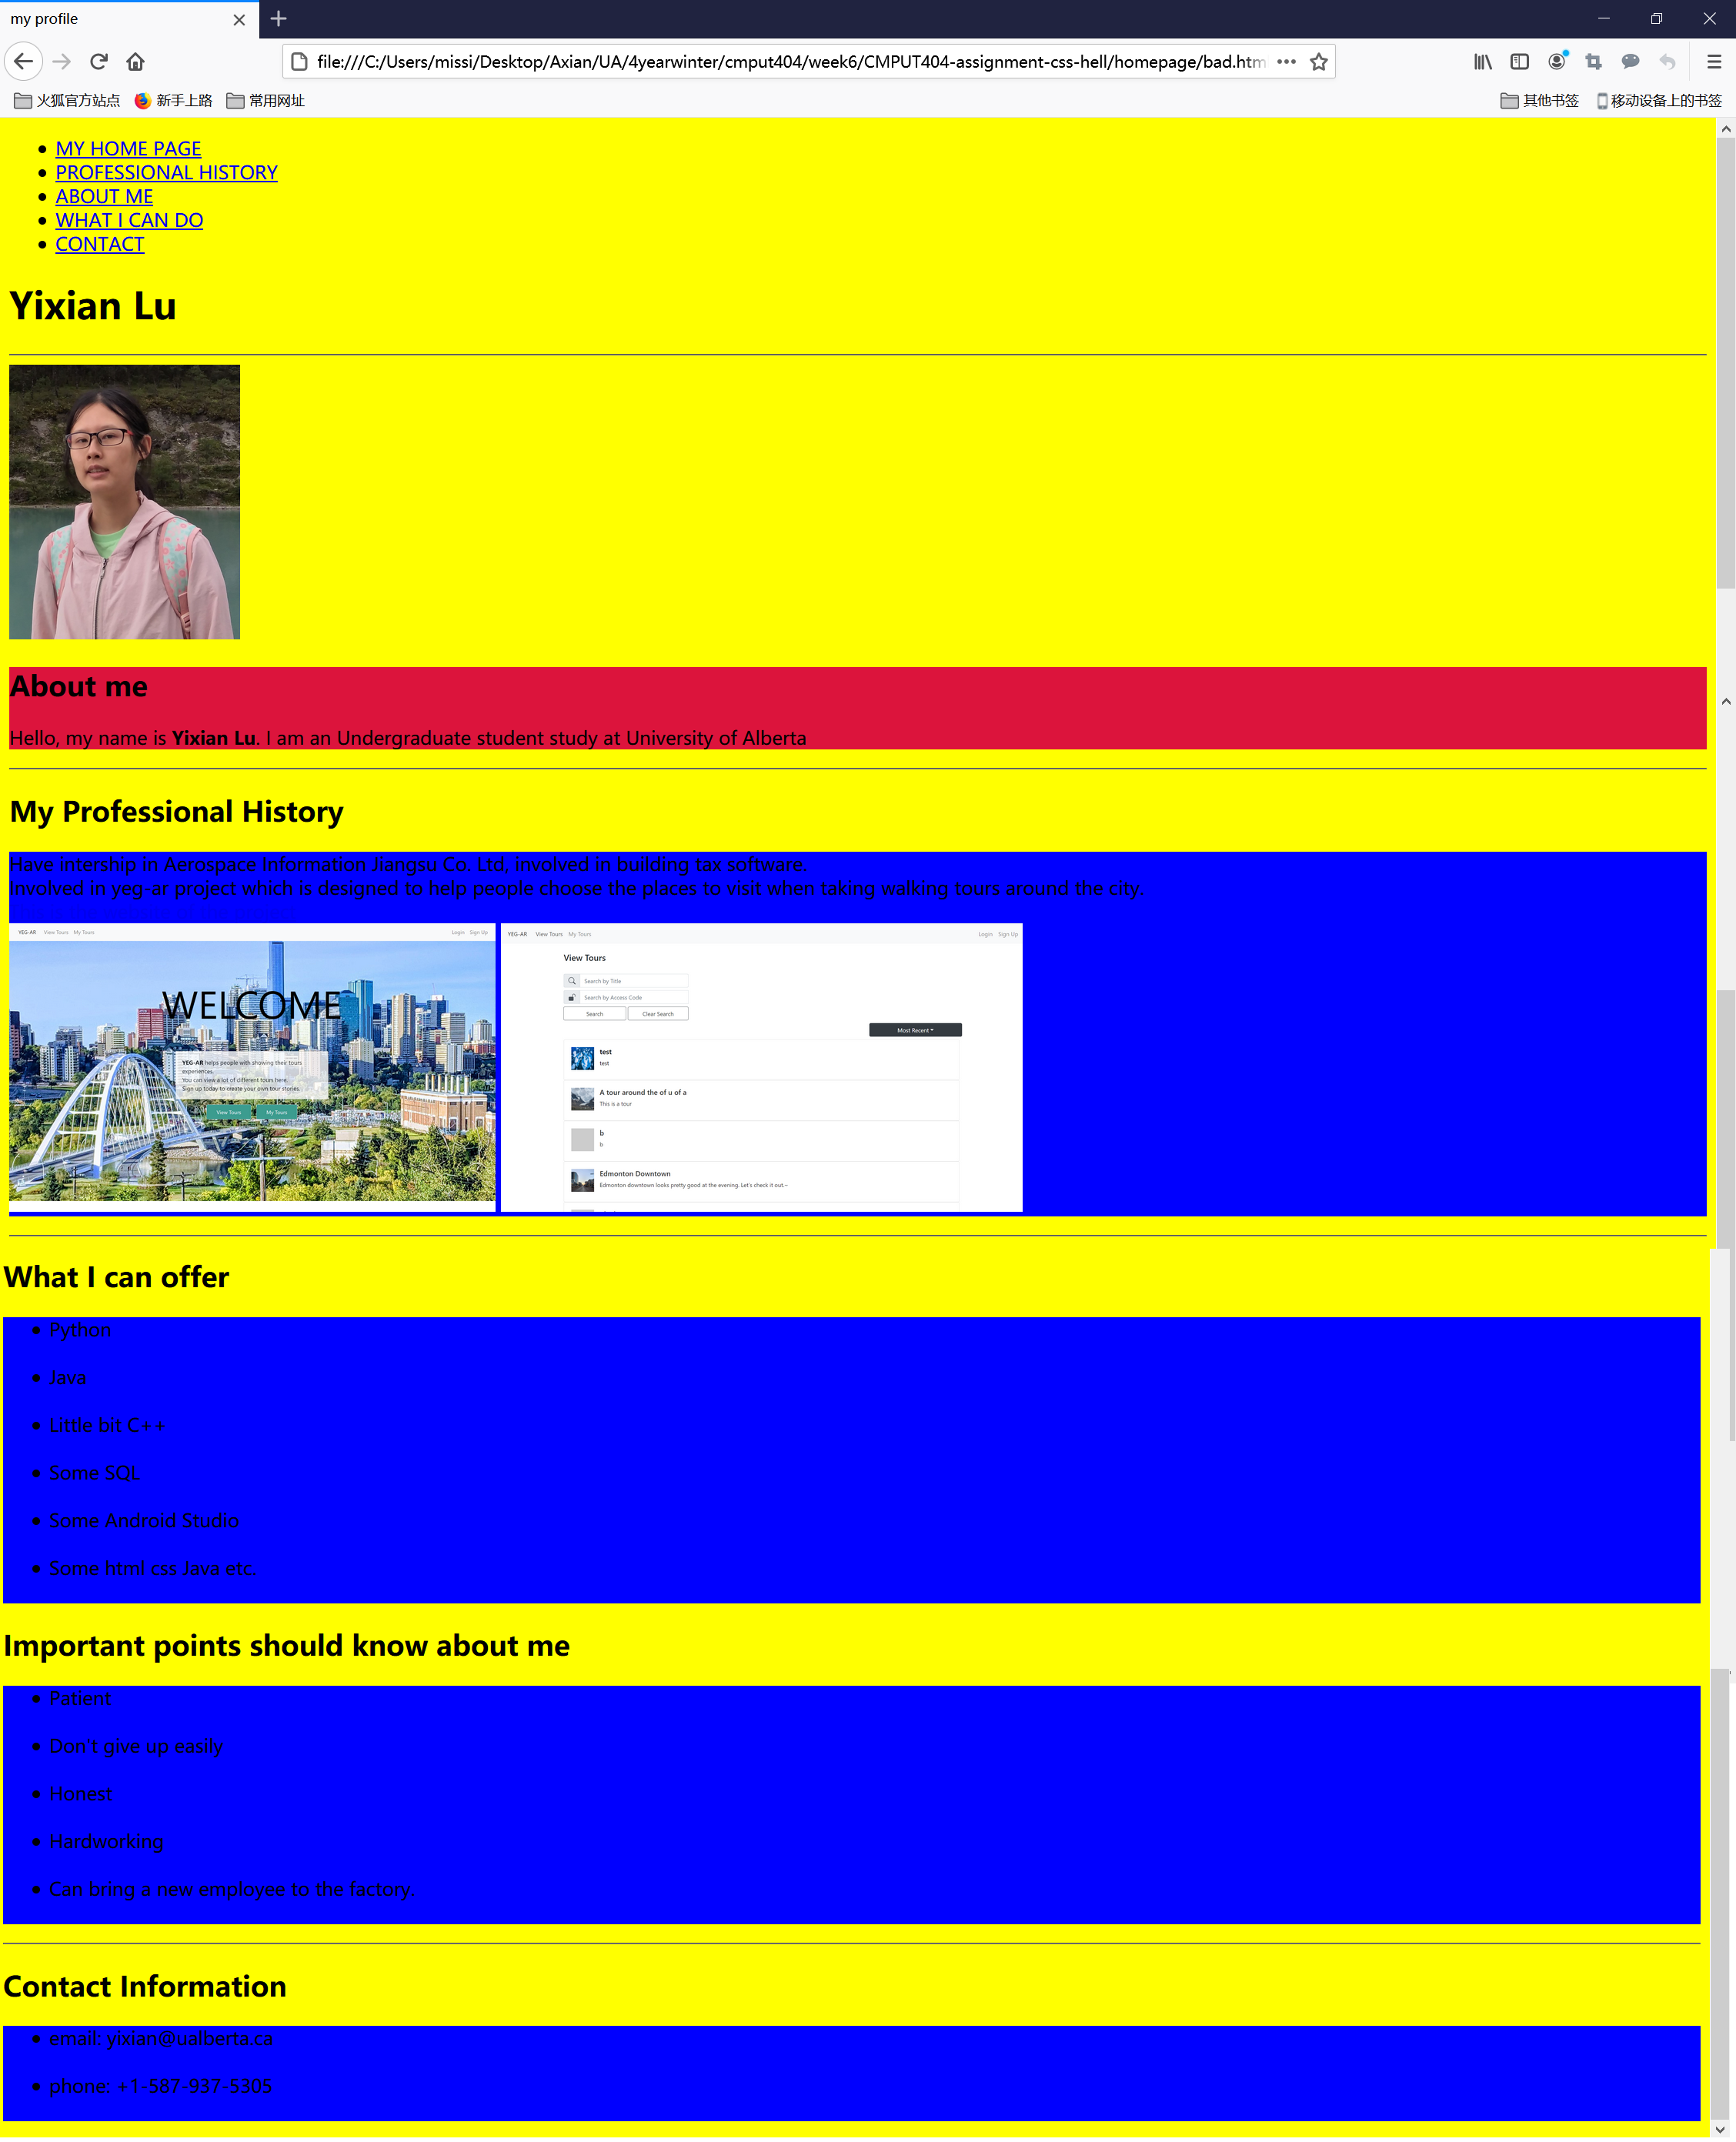 my profile
file:///C:/Users/missi/Desktop/Axian/UA/4yearwinter/cmput404/week6/CMPUT404-assignment-css-hell/homepage/bad.htm
火狐官方站点 新手上路 常用网址 其他书签 移动设备上的书签
MY HOME PAGE
PROFESSIONAL HISTORY
ABOUT ME
WHAT I CAN DO
CONTACT
Yixian Lu
About me
Hello, my name is Yixian Lu. I am an Undergraduate student study at University of Alberta
My Professional History
Have intership in Aerospace Information Jiangsu Co. Ltd, involved in building tax software.
Involved in yeg-ar project which is designed to help people choose the places to visit when taking walking tours around the city.
YEG-AR View Tours My Tours Login Sign Up
WELCOME
YEG-AR helps people with showing their tours
experiences.
You can view a lot of different tours here.
Sign up today to create your own tour stories.
View Tours My Tours
YEG-AR View Tours My Tours Login Sign Up
View Tours
Search by Title
Search by Access Code
Search Clear Search
Most Recent
test
test
A tour around the of u of a
This is a tour
b
b
Edmonton Downtown
Edmonton downtown looks pretty good at the evening. Let's check it out.~
What I can offer
Python
Java
Little bit C++
Some SQL
Some Android Studio
Some html css Java etc.
Important points should know about me
Patient
Don't give up easily
Honest
Hardworking
Can bring a new employee to the factory.
Contact Information
email: yixian@ualberta.ca
phone: +1-587-937-5305